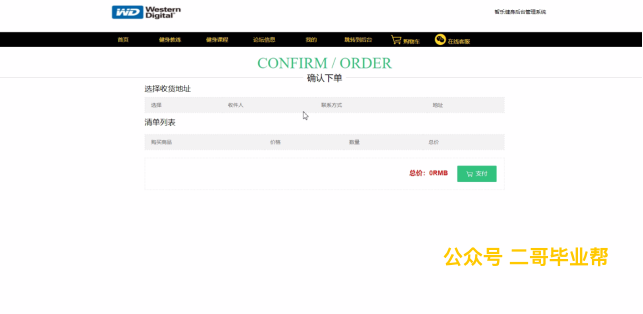 WD Western Digital
智乐健身后台管理系统
首页 健身教练 健身课程 论坛信息 我的 跳转到后台 购物车 在线客服
CONFIRM / ORDER
确认下单
选择收货地址
选择 收件人 联系方式 地址
清单列表
购买商品 价格 数量 总价
总价：0RMB 支付
公众号 二哥毕业帮